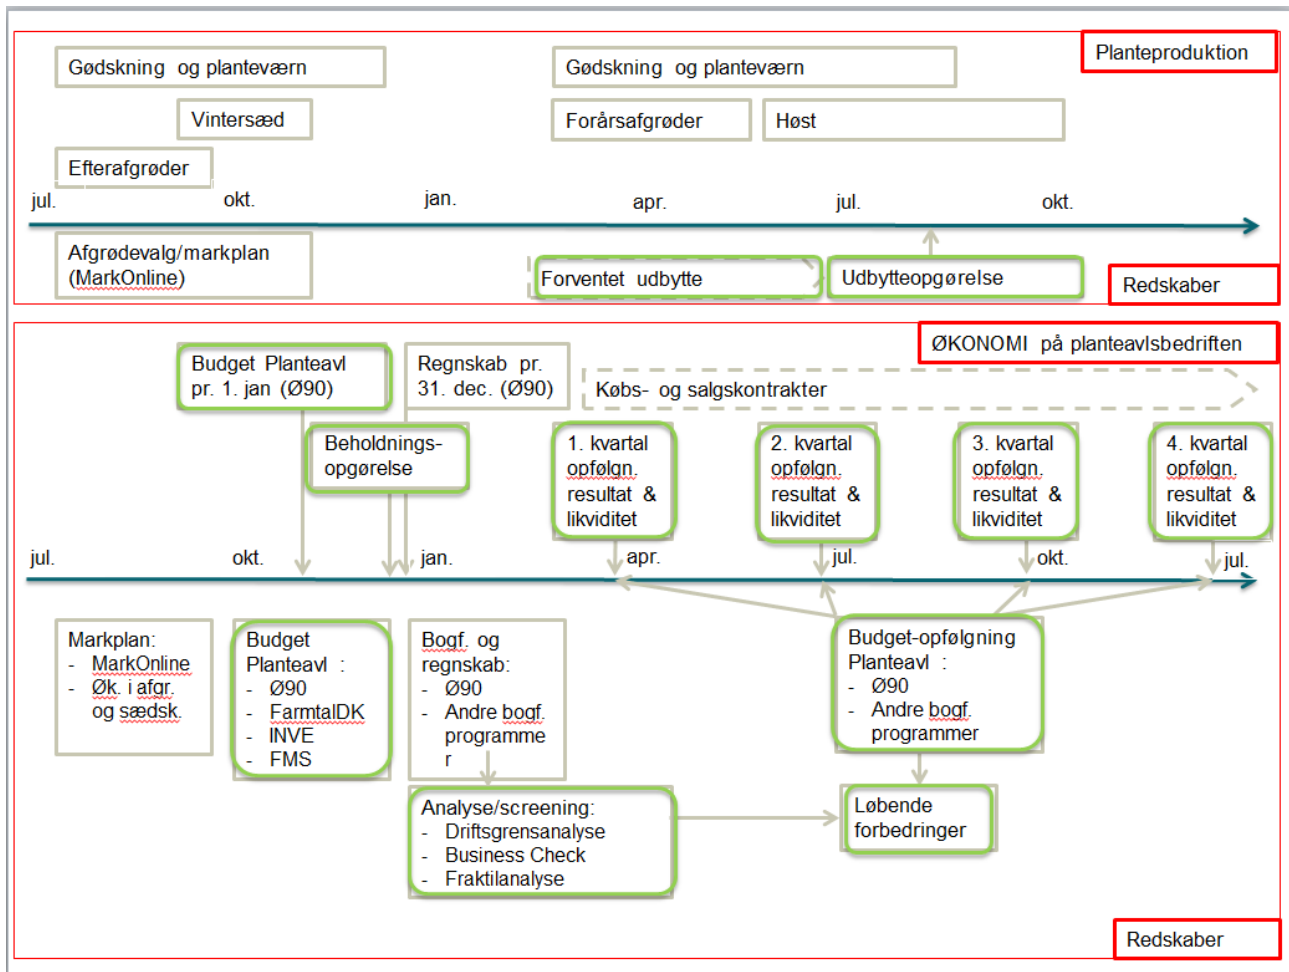 Planteproduktion
Gødskning og planteværn
Gødskning og planteværn
Vintersæd
Forårsafgrøder
Høst
Efterafgrøder
jul.
okt.
jan.
apr.
jul.
okt.
Afgrødevalg/markplan
(MarkOnline)
Forventet udbytte
Udbytteopgørelse
Redskaber
ØKONOMI på planteavlsbedriften
Budget Planteavl
pr. 1. jan (Ø90)
Regnskab pr.
31. dec. (Ø90)
Købs- og salgskontrakter
Beholdnings-
opgørelse
1. kvartal
opfølgn.
resultat &
likviditet
2. kvartal
opfølgn.
resultat &
likviditet
3. kvartal
opfølgn.
resultat &
likviditet
4. kvartal
opfølgn.
resultat &
likviditet
jul.
okt.
jan.
apr.
jul.
okt.
jul.
Markplan:
- MarkOnline
- Øk. i afgr.
og sædsk.
Budget
Planteavl :
- Ø90
- FarmtalDK
- INVE
- FMS
Bogf. og
regnskab:
- Ø90
- Andre bogf.
programme
r
Budget-opfølgning
Planteavl :
- Ø90
- Andre bogf.
programmer
Analyse/screening:
- Driftsgrensanalyse
- Business Check
- Fraktilanalyse
Løbende
forbedringer
Redskaber